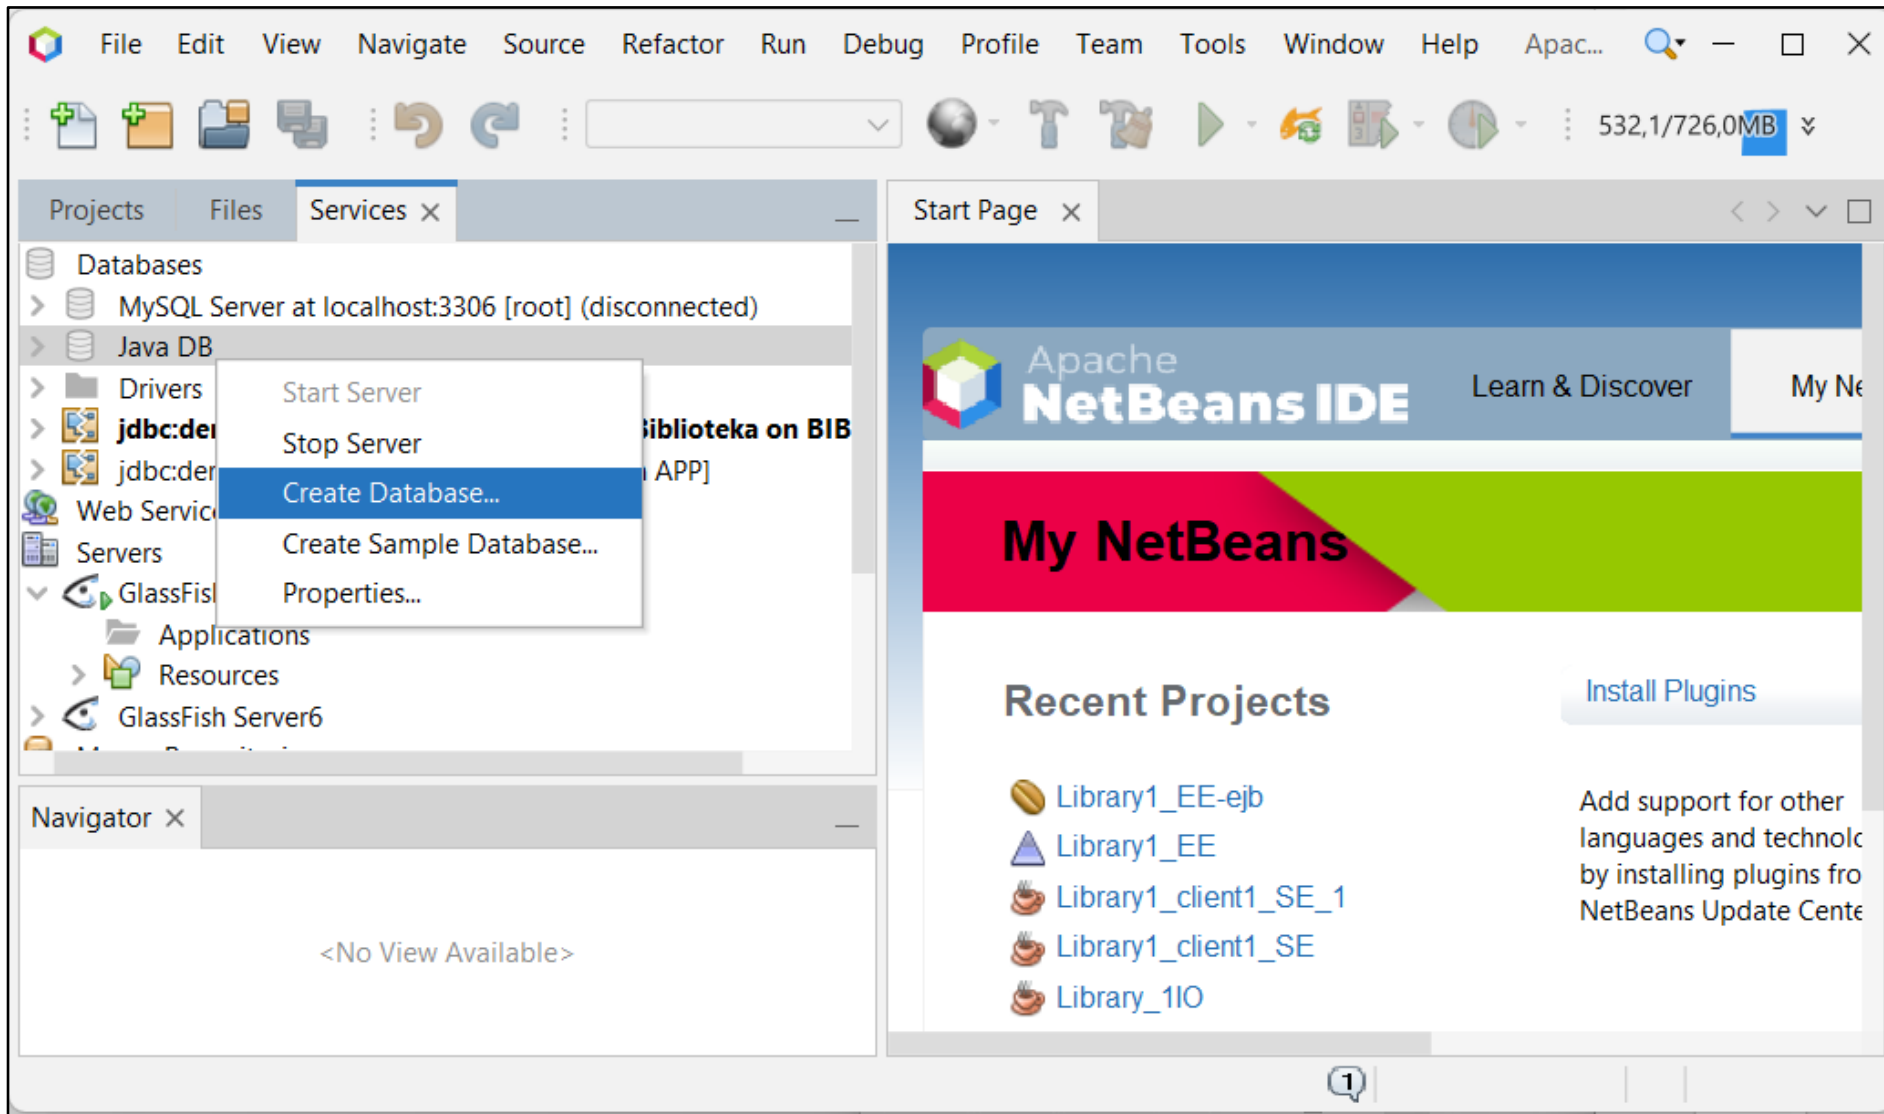 File Edit View Navigate Source Refactor Run Debug Profile Team Tools Window Help Apac...
532,1/726,0MB
Projects Files Services
Databases
MySQL Server at localhost:3306 [root] (disconnected)
Java DB
Drivers
jdbc:der
Biblioteka on BIB
jdbc:der
APP]
Web Servic
Servers
GlassFis
Applications
Resources
GlassFish Server6
Start Server
Stop Server
Create Database...
Create Sample Database...
Properties...
Navigator
<No View Available>
Start Page
Apache
NetBeans IDE
Learn & Discover
My Ne
My NetBeans
Recent Projects
Library1_EE-ejb
Library1_EE
Library1_client1_SE_1
Library1_client1_SE
Library_1IO
Install Plugins
Add support for other
languages and technolo
by installing plugins fro
NetBeans Update Cente
1